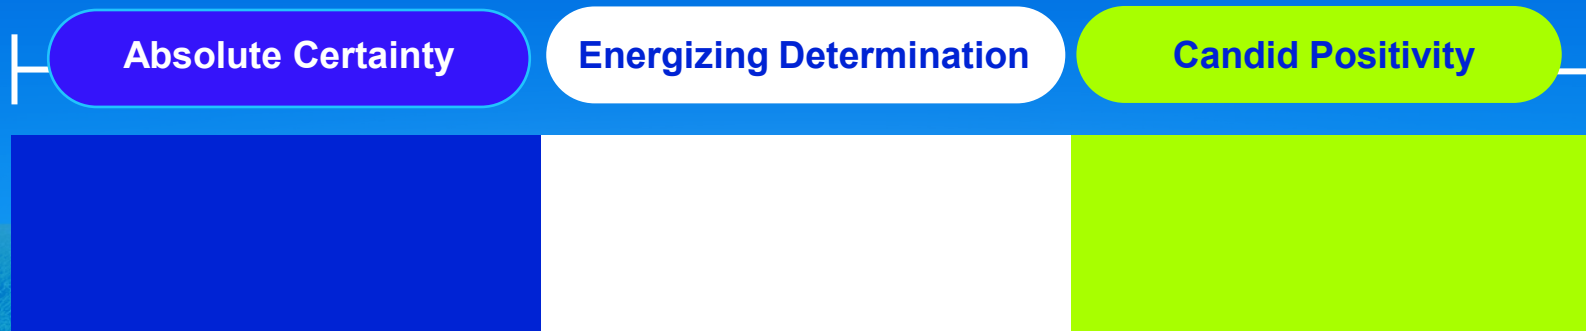 Absolute Certainty
Energizing Determination
Candid Positivity